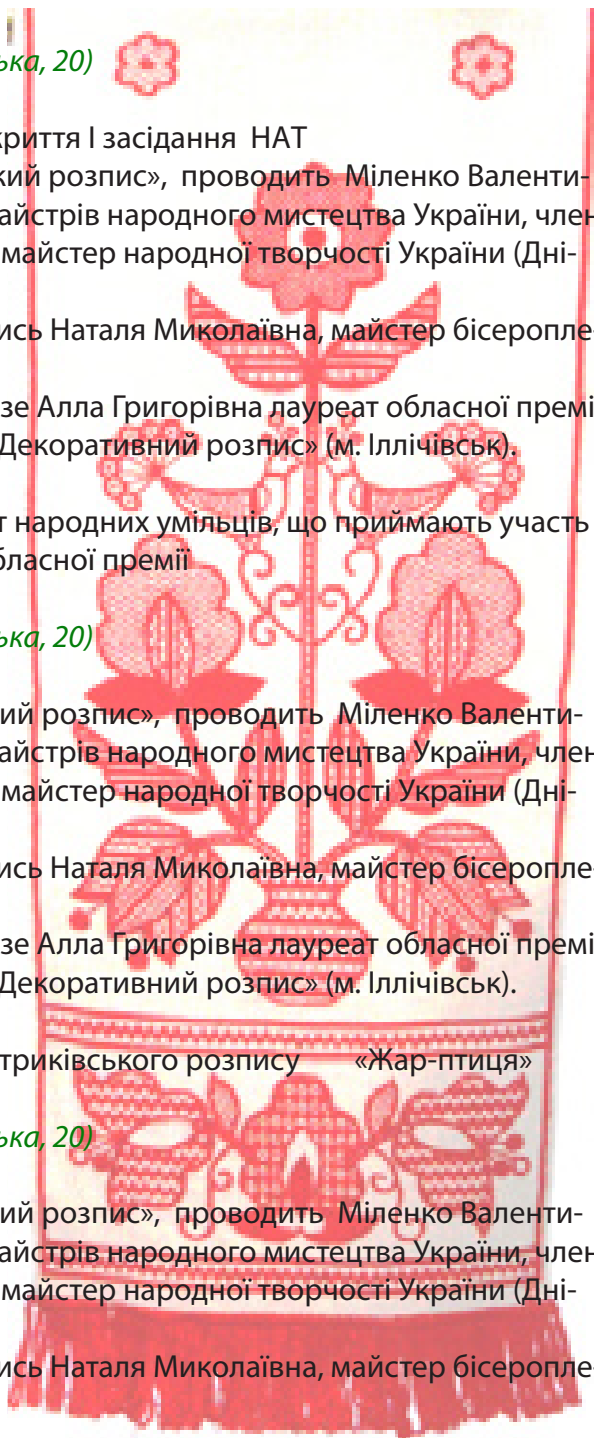 ька, 20)
криття І засідання НАТ
кий розпис», проводить Міленко Валенти-
айстрів народного мистецтва України, член
майстер народної творчості України (Дні-
ись Наталя Миколаївна, майстер бісеропле-
зе Алла Григорівна лауреат обласної премі
Декоративний розпис» (м. Іллічівськ).
т народних умільців, що приймають участь
бласної премії
ька, 20)
ий розпис», проводить Міленко Валенти-
айстрів народного мистецтва України, член
майстер народної творчості України (Дні-
ись Наталя Миколаївна, майстер бісеропле-
зе Алла Григорівна лауреат обласної премі
Декоративний розпис» (м. Іллічівськ).
триківського розпису «Жар-птиця»
ька, 20)
ий розпис», проводить Міленко Валенти-
айстрів народного мистецтва України, член
майстер народної творчості України (Дні-
ись Наталя Миколаївна, майстер бісеропле-